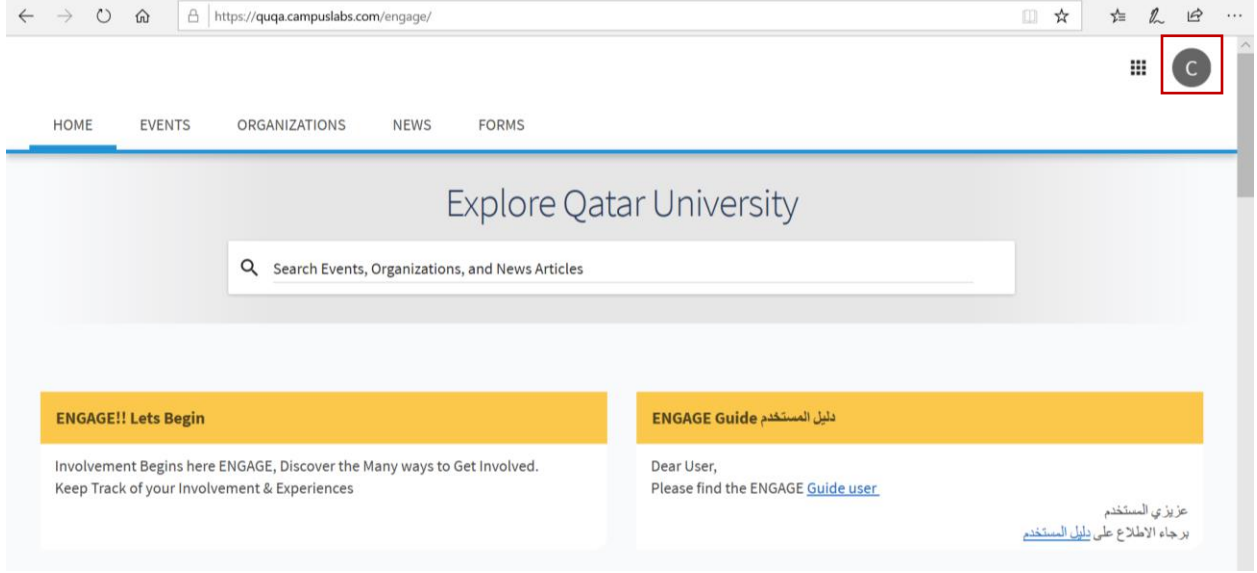 https://quqa.campuslabs.com/engage/
C
HOME EVENTS ORGANIZATIONS NEWS FORMS
Explore Qatar University
Search Events, Organizations, and News Articles
ENGAGE!! Lets Begin
Involvement Begins here ENGAGE, Discover the Many ways to Get Involved.
Keep Track of your Involvement & Experiences
ENGAGE Guide دليل المستخدم
Dear User,
Please find the ENGAGE Guide user
عزيزي المستخدم
برجاء الاطلاع على دليل المستخدم